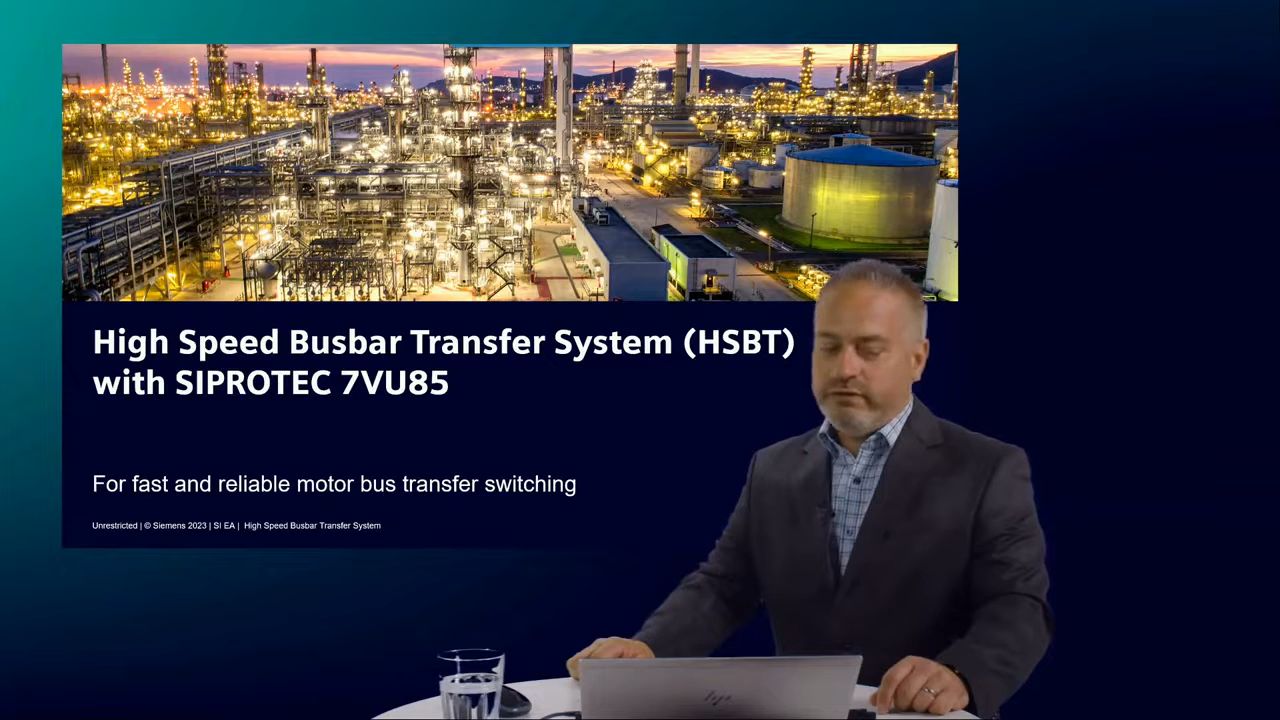 High Speed Busbar Transfer System (HSBT)
with SIPROTEC 7VU85
For fast and reliable motor bus transfer switching
Unrestricted | © Siemens 2023 | SI EA | High Speed Busbar Transfer System
hp